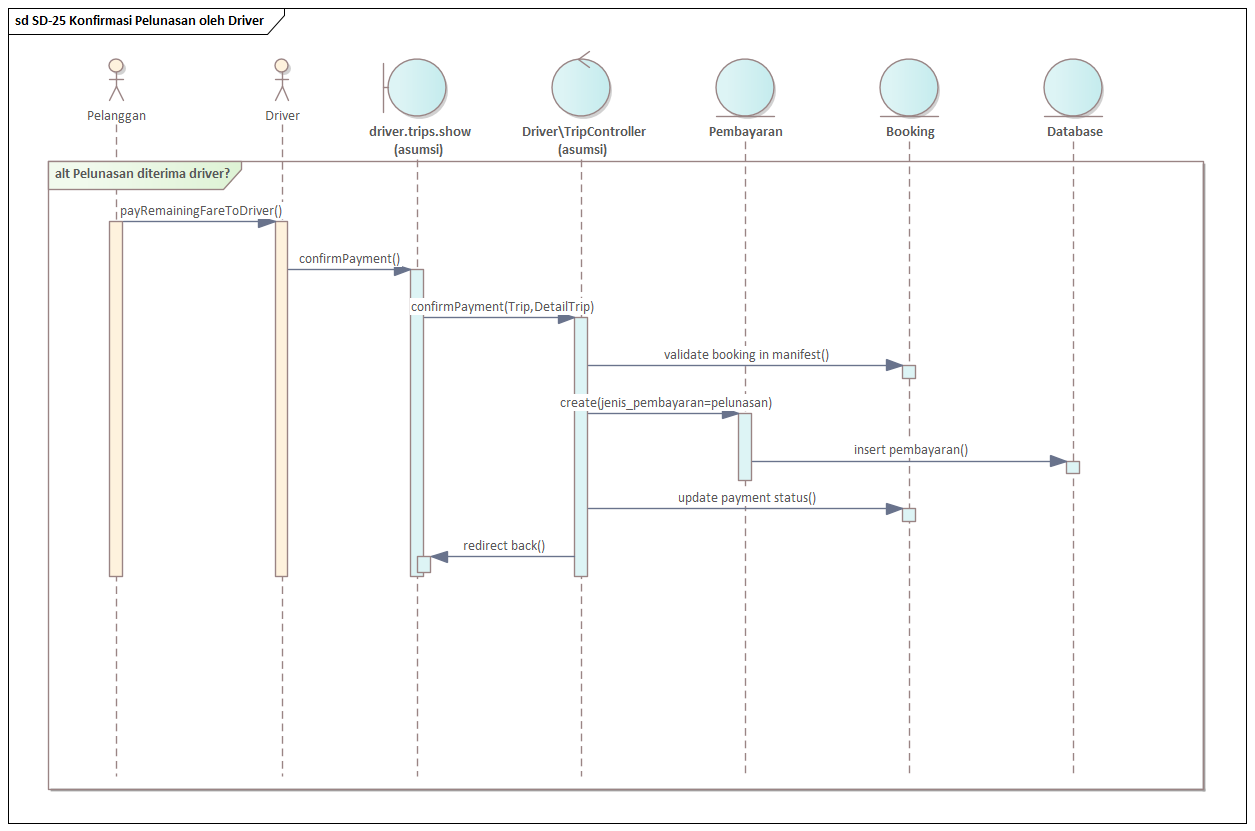 sd SD-25 Konfirmasi Pelunasan oleh Driver
Pelanggan
Driver
driver.trips.show
(asumsi)
Driver\TripController
(asumsi)
Pembayaran
Booking
Database
alt Pelunasan diterima driver?
payRemainingFareToDriver()
confirmPayment()
confirmPayment(Trip,DetailTrip)
validate booking in manifest()
create(jenis_pembayaran=pelunasan)
insert pembayaran()
update payment status()
redirect back()